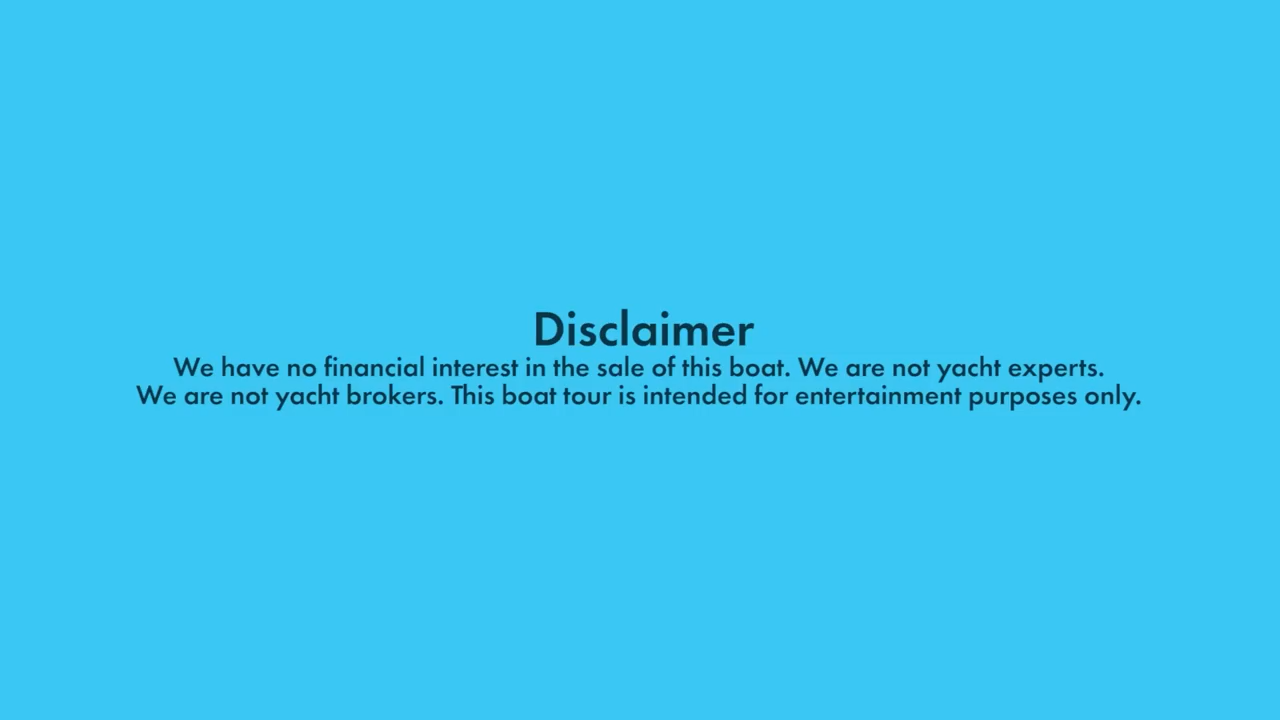 Disclaimer
We have no financial interest in the sale of this boat. We are not yacht experts.
We are not yacht brokers. This boat tour is intended for entertainment purposes only.